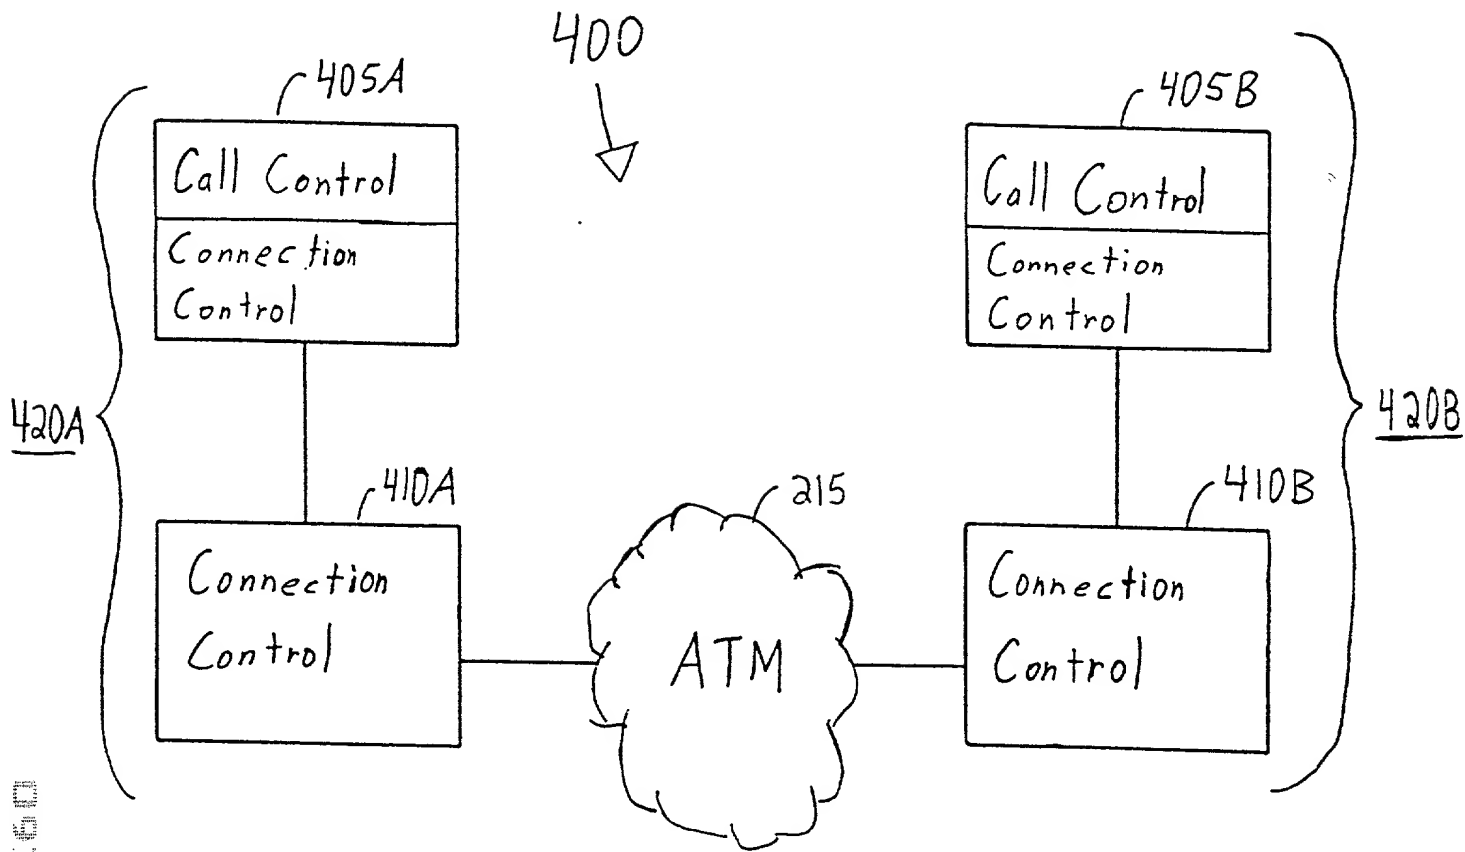 400
405A
Call Control
Connection
Control
405B
Call Control
Connection
Control
420A
420B
410A
Connection
Control
215
ATM
410B
Connection
Control